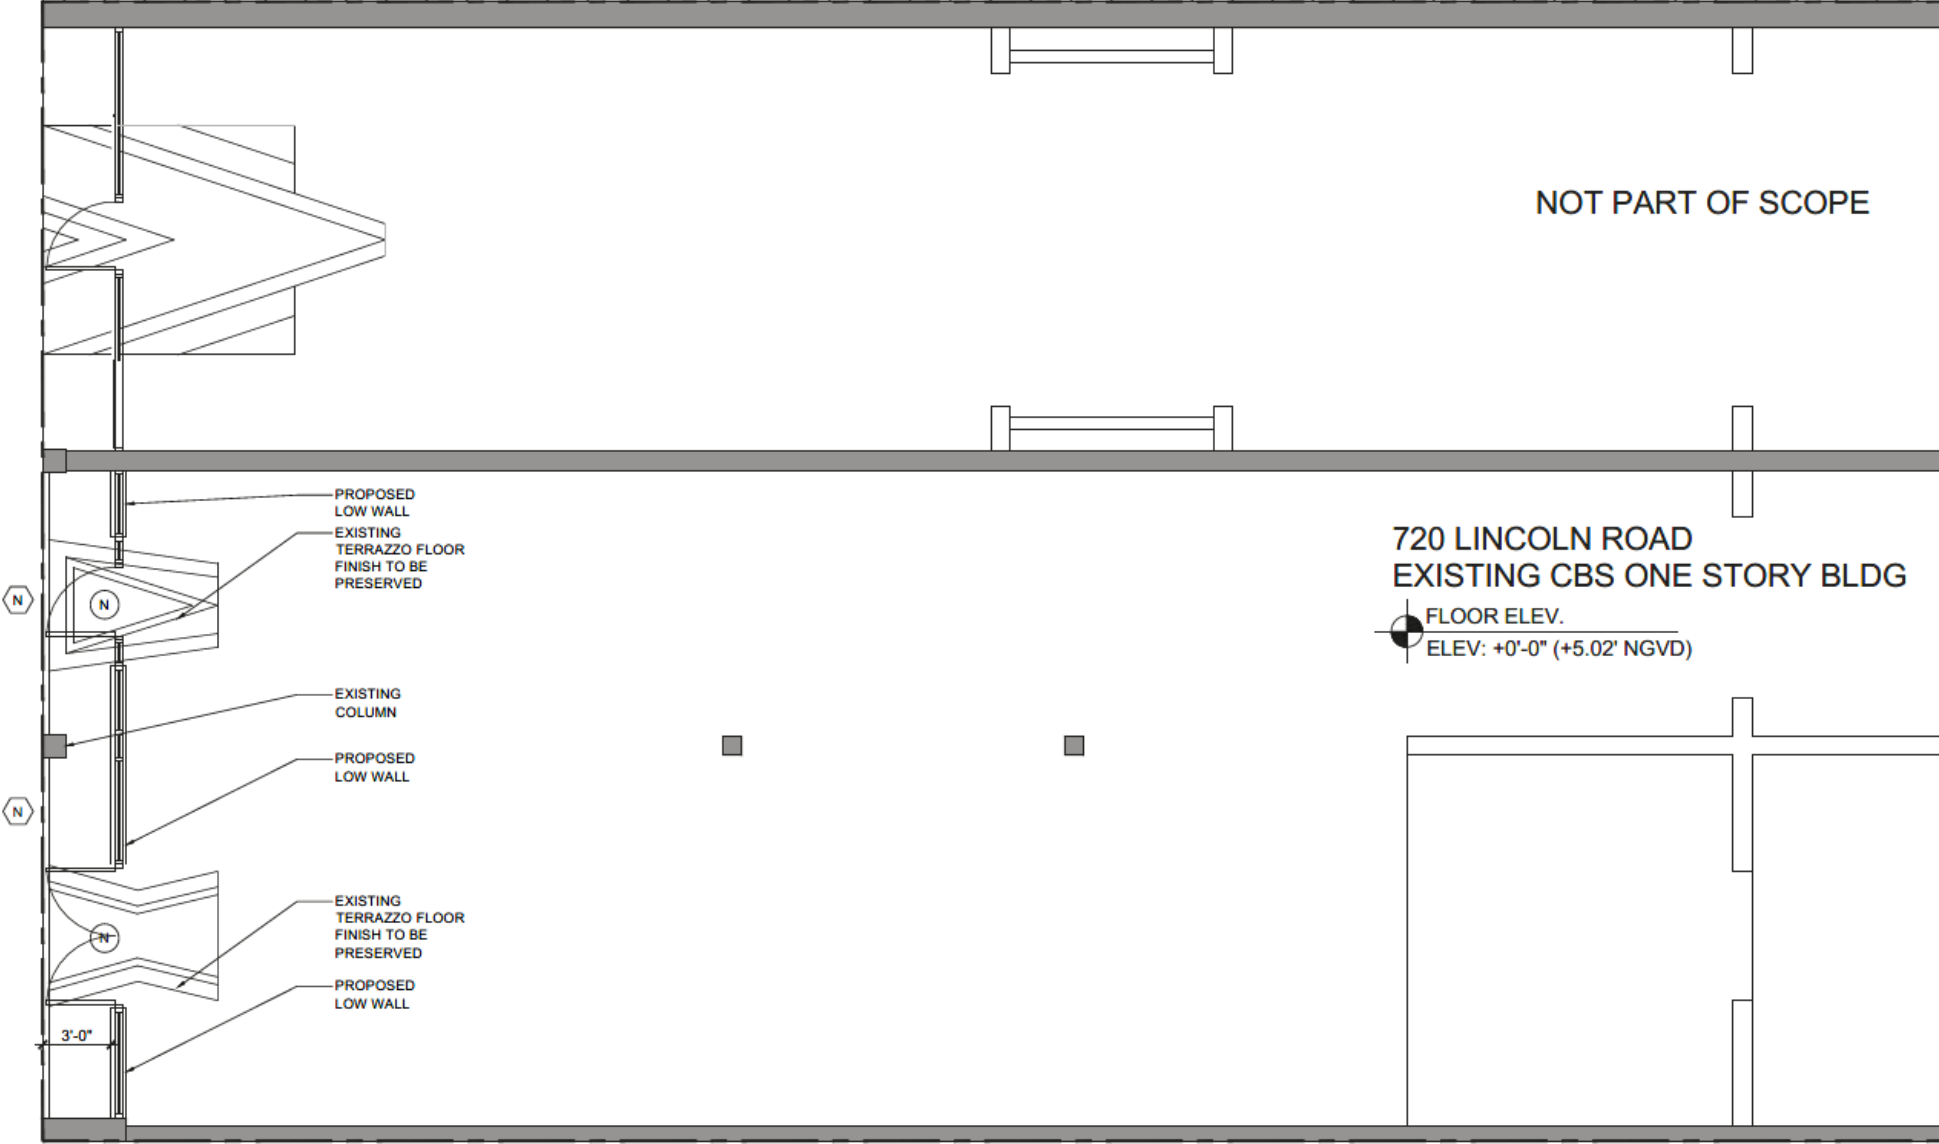 NOT PART OF SCOPE
PROPOSED
LOW WALL
EXISTING
TERRAZZO FLOOR
FINISH TO BE
PRESERVED
720 LINCOLN ROAD
EXISTING CBS ONE STORY BLDG
FLOOR ELEV.
ELEV: +0'-0" (+5.02' NGVD)
N
N
EXISTING
COLUMN
PROPOSED
LOW WALL
N
EXISTING
TERRAZZO FLOOR
FINISH TO BE
PRESERVED
N
PROPOSED
LOW WALL
3'-0"